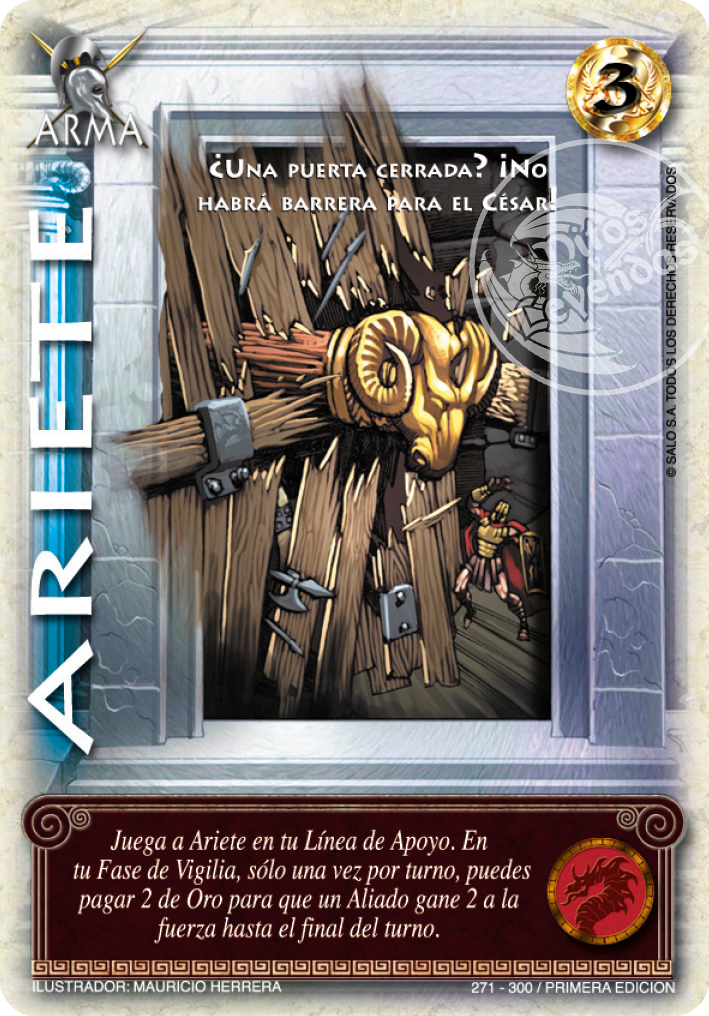 ARMA
3
¿Una puerta cerrada? ¡No
habrá barrera para el César!
Mitos
y
Leyendas
© SALO S.A. TODOS LOS DERECHOS RESERVADOS
ARIETE
Juega a Ariete en tu Línea de Apoyo. En
tu Fase de Vigilia, sólo una vez por turno, puedes
pagar 2 de Oro para que un Aliado gane 2 a la
fuerza hasta el final del turno.
ILUSTRADOR: MAURICIO HERRERA
271 - 300 / PRIMERA EDICION